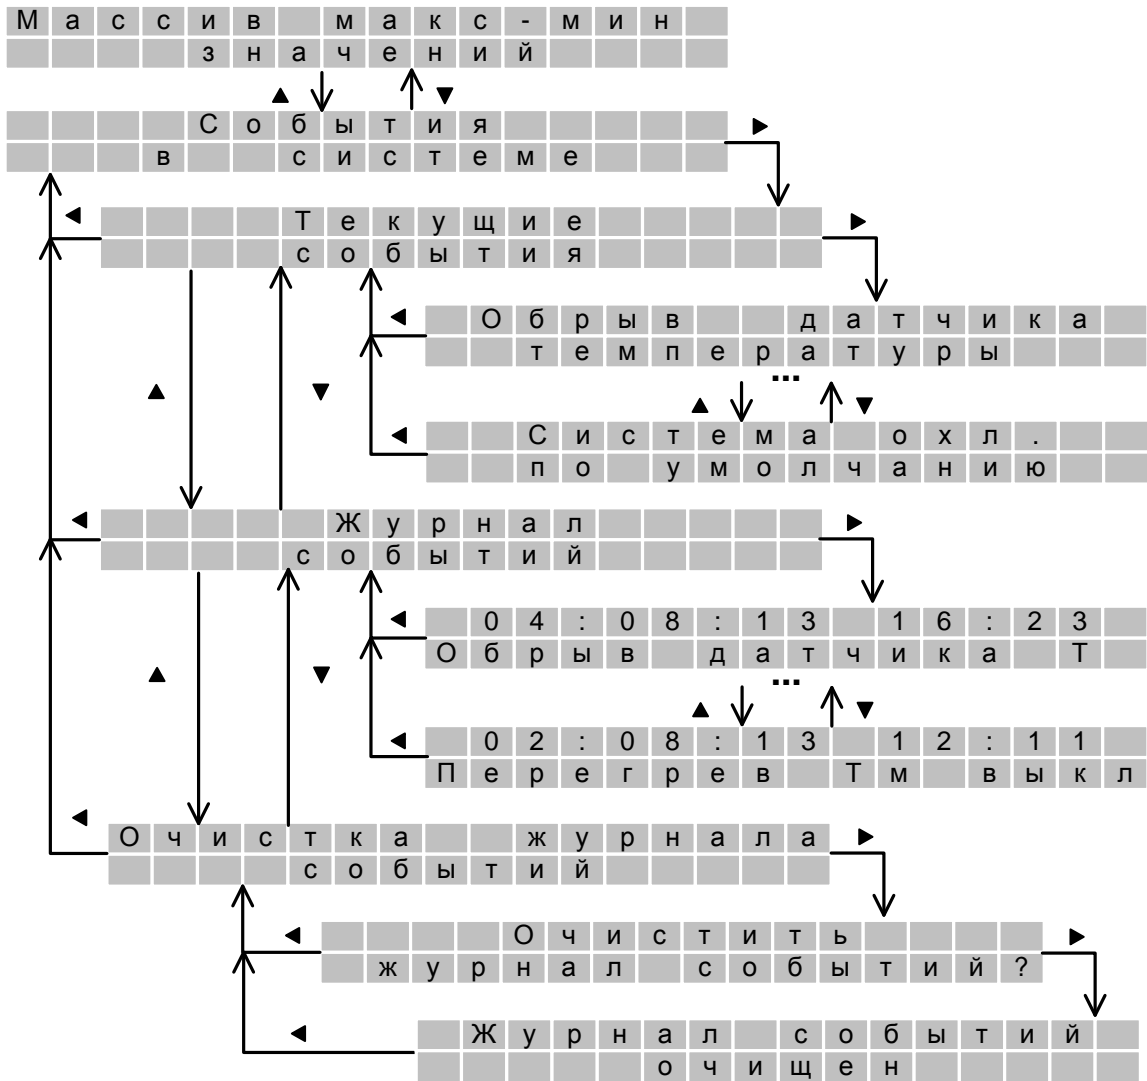 Массив макс-мин
значений
▲ ▼
События
в системе
►
◄
Текущие
события
►
◄
Обрыв датчика
температуры
...
▲ ▼
▲ ▼
◄
Система охл.
по умолчанию
◄
Журнал
событий
►
◄
04:08:13 16:23
Обрыв датчика Т
...
▲ ▼
▲ ▼
◄
02:08:13 12:11
Перегрев Тм выкл
◄
Очистка журнала
событий
►
◄
Очистить
журнал событий?
►
◄
Журнал событий
очищен